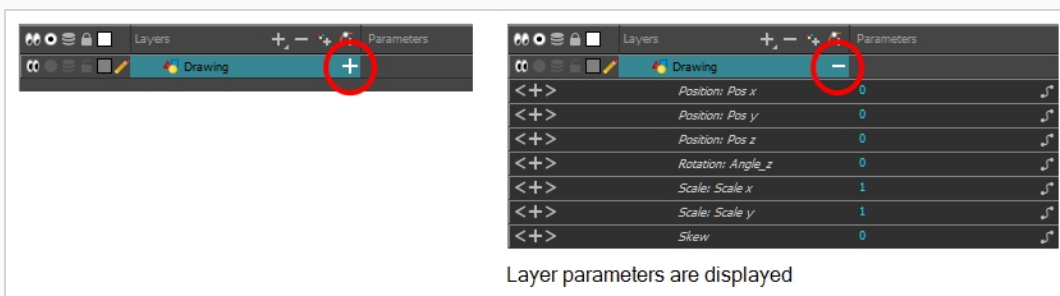 Layers Parameters
Drawing
Layers Parameters
Drawing
Position: Pos x 0
Position: Pos y 0
Position: Pos z 0
Rotation: Angle_z 0
Scale: Scale x 1
Scale: Scale y 1
Skew 0
Layer parameters are displayed